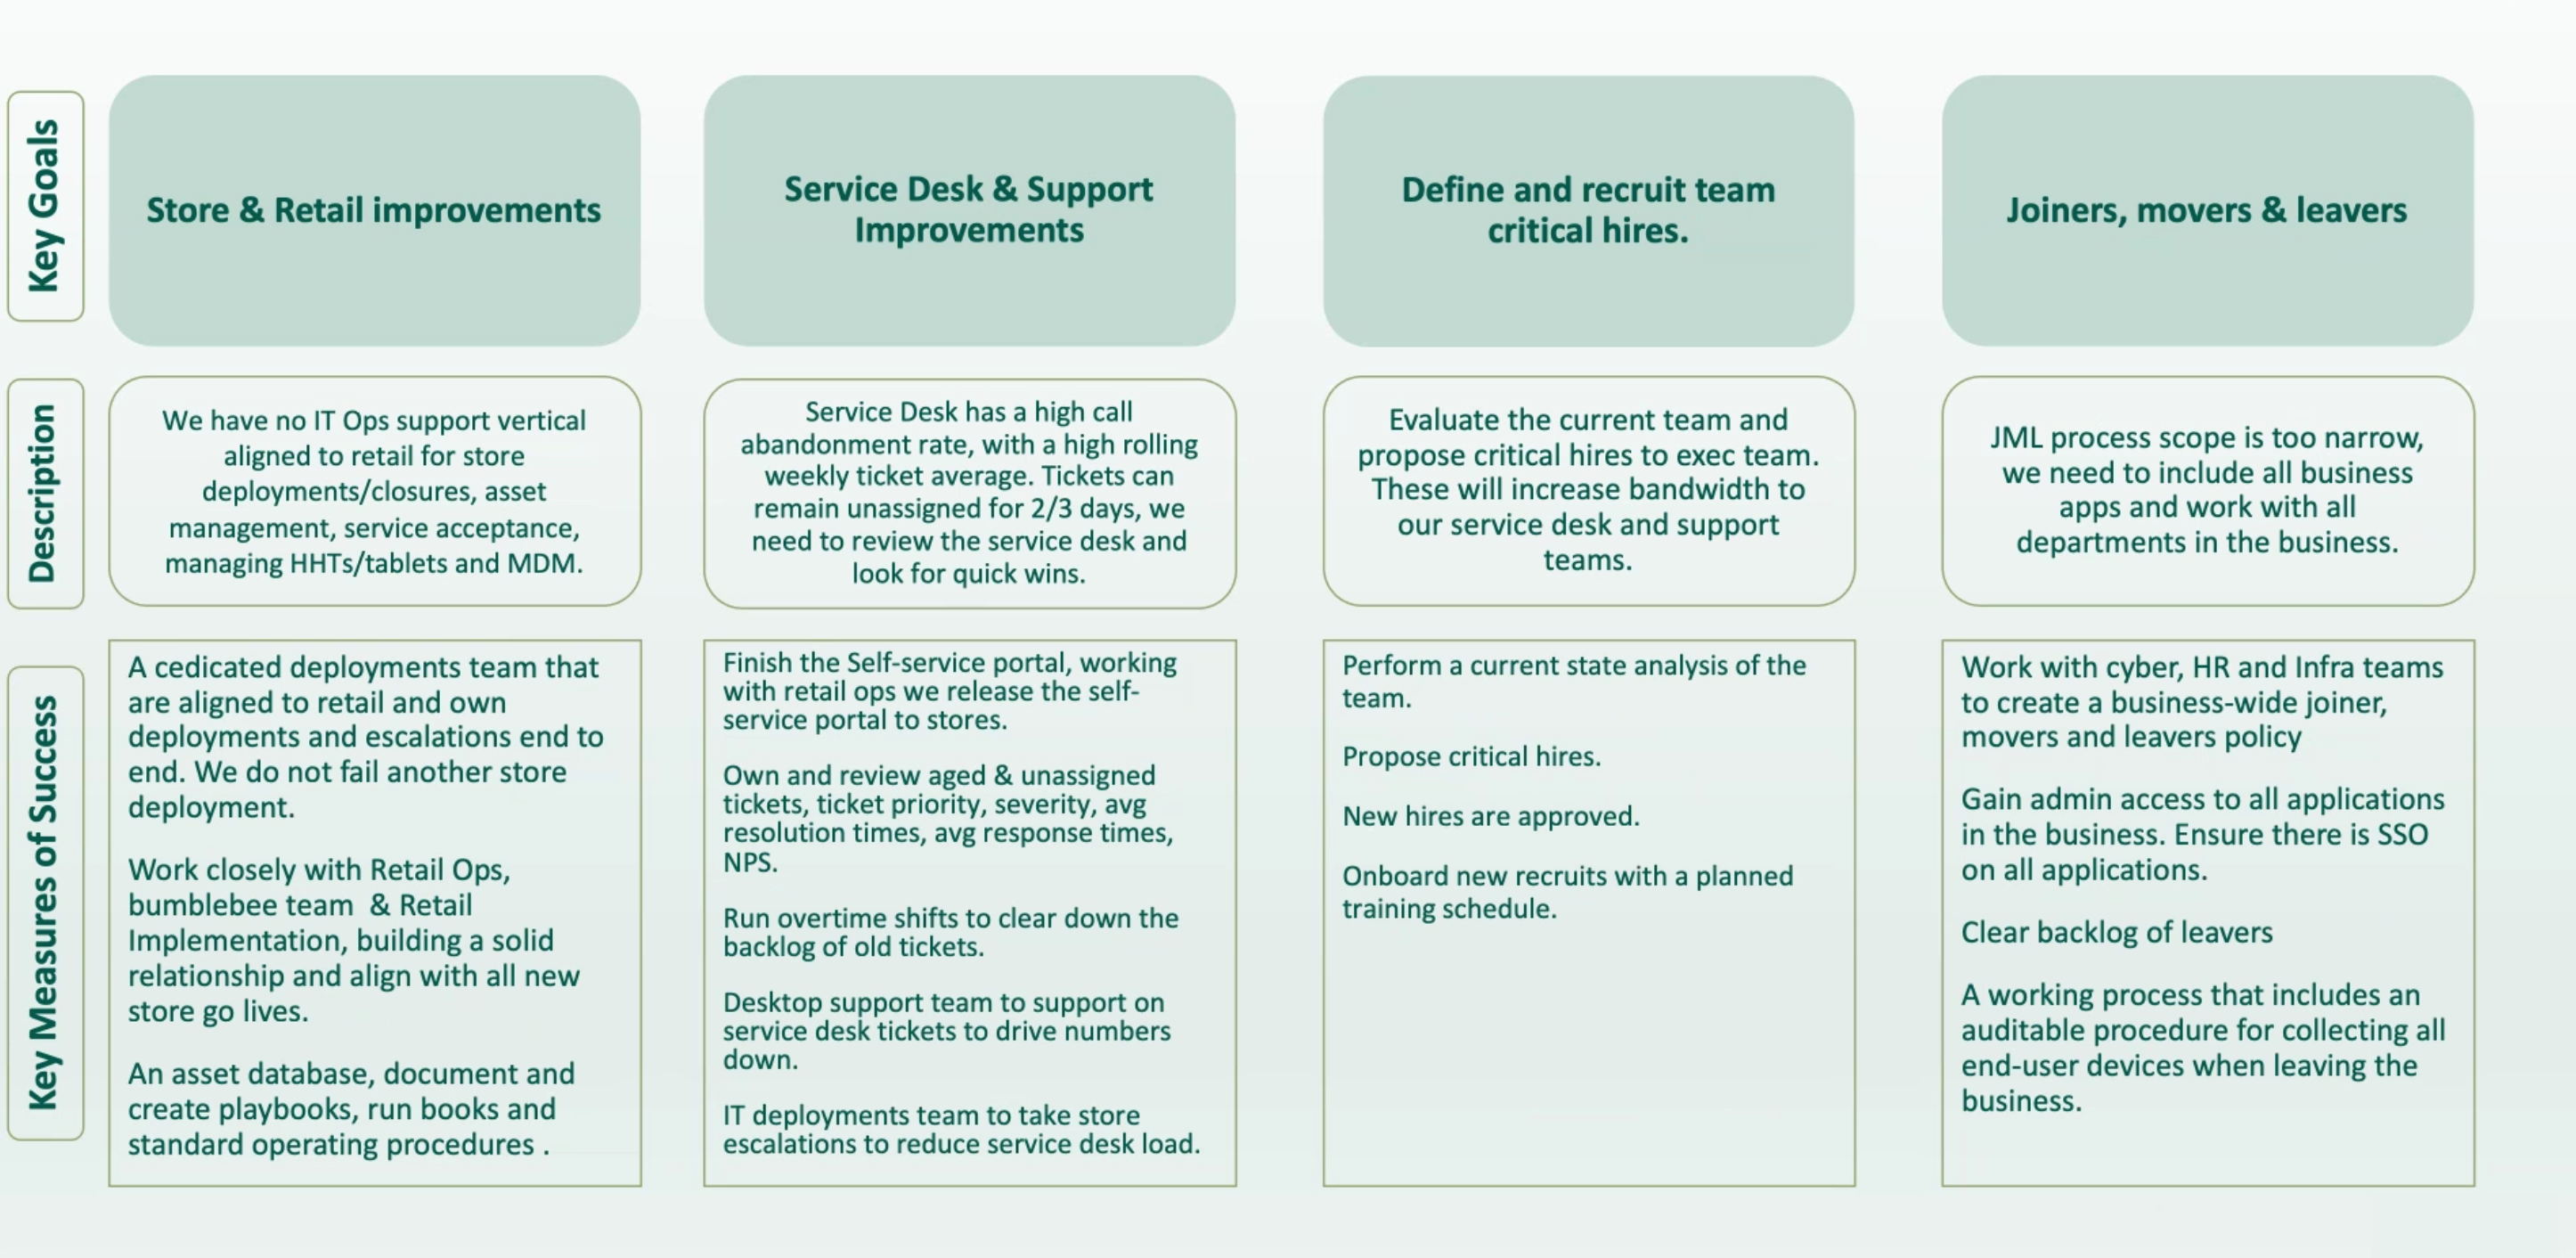 Key Goals
Store & Retail improvements
Service Desk & Support
Improvements
Define and recruit team
critical hires.
Joiners, movers & leavers
Description
We have no IT Ops support vertical
aligned to retail for store
deployments/closures, asset
management, service acceptance,
managing HHTs/tablets and MDM.
Service Desk has a high call
abandonment rate, with a high rolling
weekly ticket average. Tickets can
remain unassigned for 2/3 days, we
need to review the service desk and
look for quick wins.
Evaluate the current team and
propose critical hires to exec team.
These will increase bandwidth to
our service desk and support
teams.
JML process scope is too narrow,
we need to include all business
apps and work with all
departments in the business.
Key Measures of Success
A cedicated deployments team that
are aligned to retail and own
deployments and escalations end to
end. We do not fail another store
deployment.
Work closely with Retail Ops,
bumblebee team  & Retail
Implementation, building a solid
relationship and align with all new
store go lives.
An asset database, document and
create playbooks, run books and
standard operating procedures .
Finish the Self-service portal, working
with retail ops we release the self-
service portal to stores.
Own and review aged & unassigned
tickets, ticket priority, severity, avg
resolution times, avg response times,
NPS.
Run overtime shifts to clear down the
backlog of old tickets.
Desktop support team to support on
service desk tickets to drive numbers
down.
IT deployments team to take store
escalations to reduce service desk load.
Perform a current state analysis of the
team.
Propose critical hires.
New hires are approved.
Onboard new recruits with a planned
training schedule.
Work with cyber, HR and Infra teams
to create a business-wide joiner,
movers and leavers policy
Gain admin access to all applications
in the business. Ensure there is SSO
on all applications.
Clear backlog of leavers
A working process that includes an
auditable procedure for collecting all
end-user devices when leaving the
business.